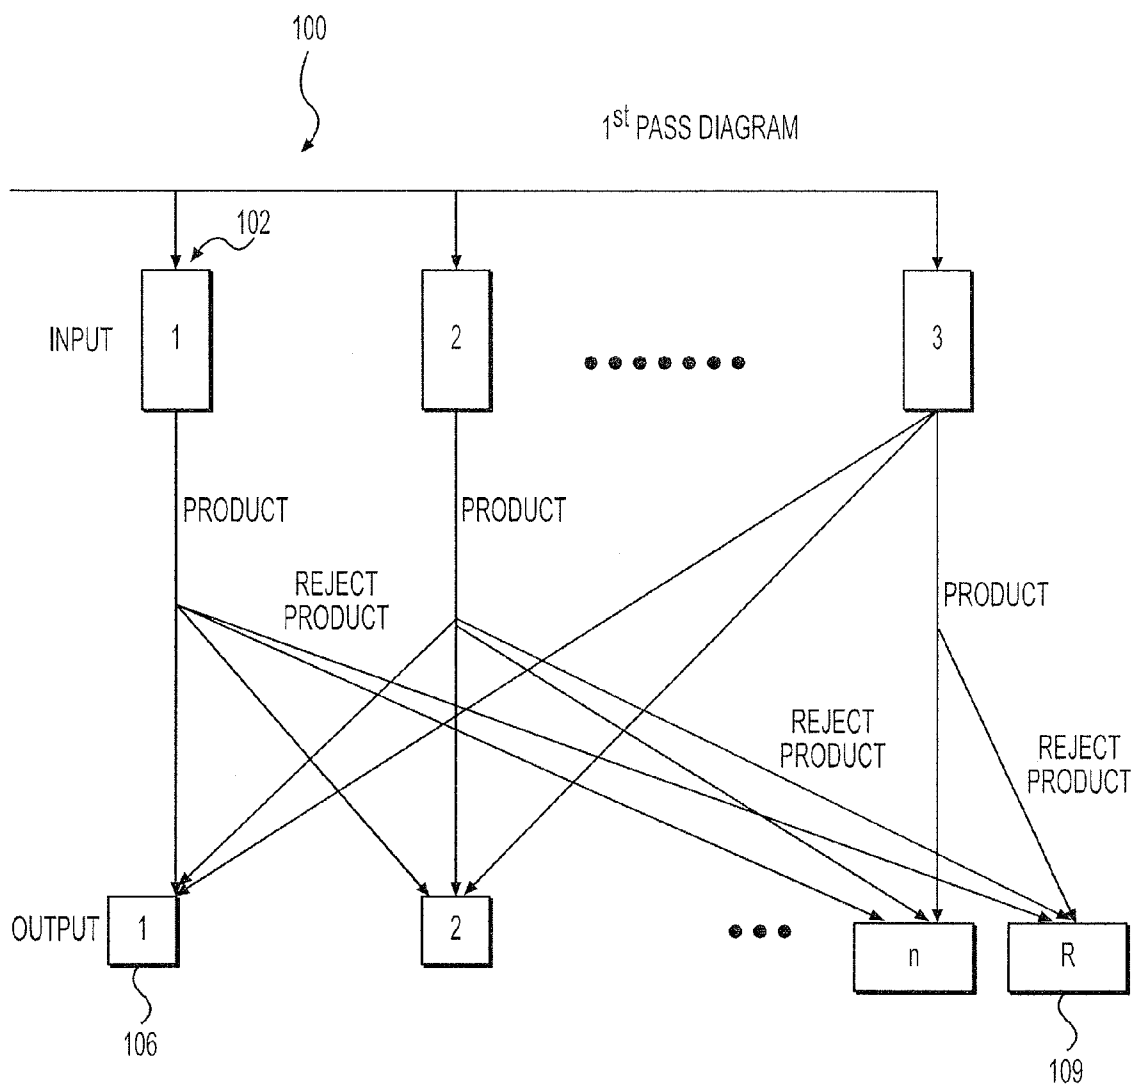 100
1st PASS DIAGRAM
102
INPUT
1
2
3
PRODUCT
PRODUCT
REJECT
PRODUCT
PRODUCT
REJECT
PRODUCT
REJECT
PRODUCT
OUTPUT
1
2
n
R
106
109